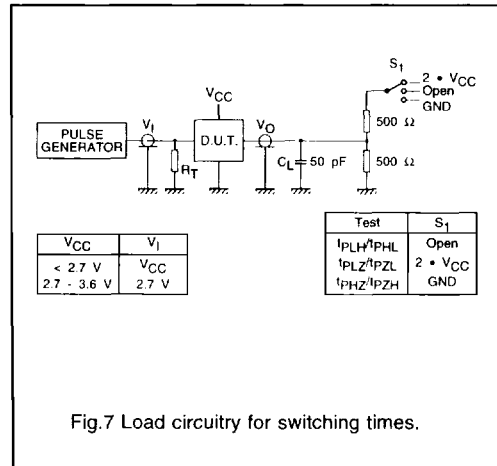 S1
2 • VCC
Open
GND
VCC
500 Ω
PULSE
GENERATOR
VI
D.U.T.
VO
RT
CL
50 pF
500 Ω
VCC VI
< 2.7 V VCC
2.7 - 3.6 V 2.7 V
Test S1
tPLH/tPHL Open
tPLZ/tPZL 2 • VCC
tPHZ/tPZH GND
Fig.7 Load circuitry for switching times.